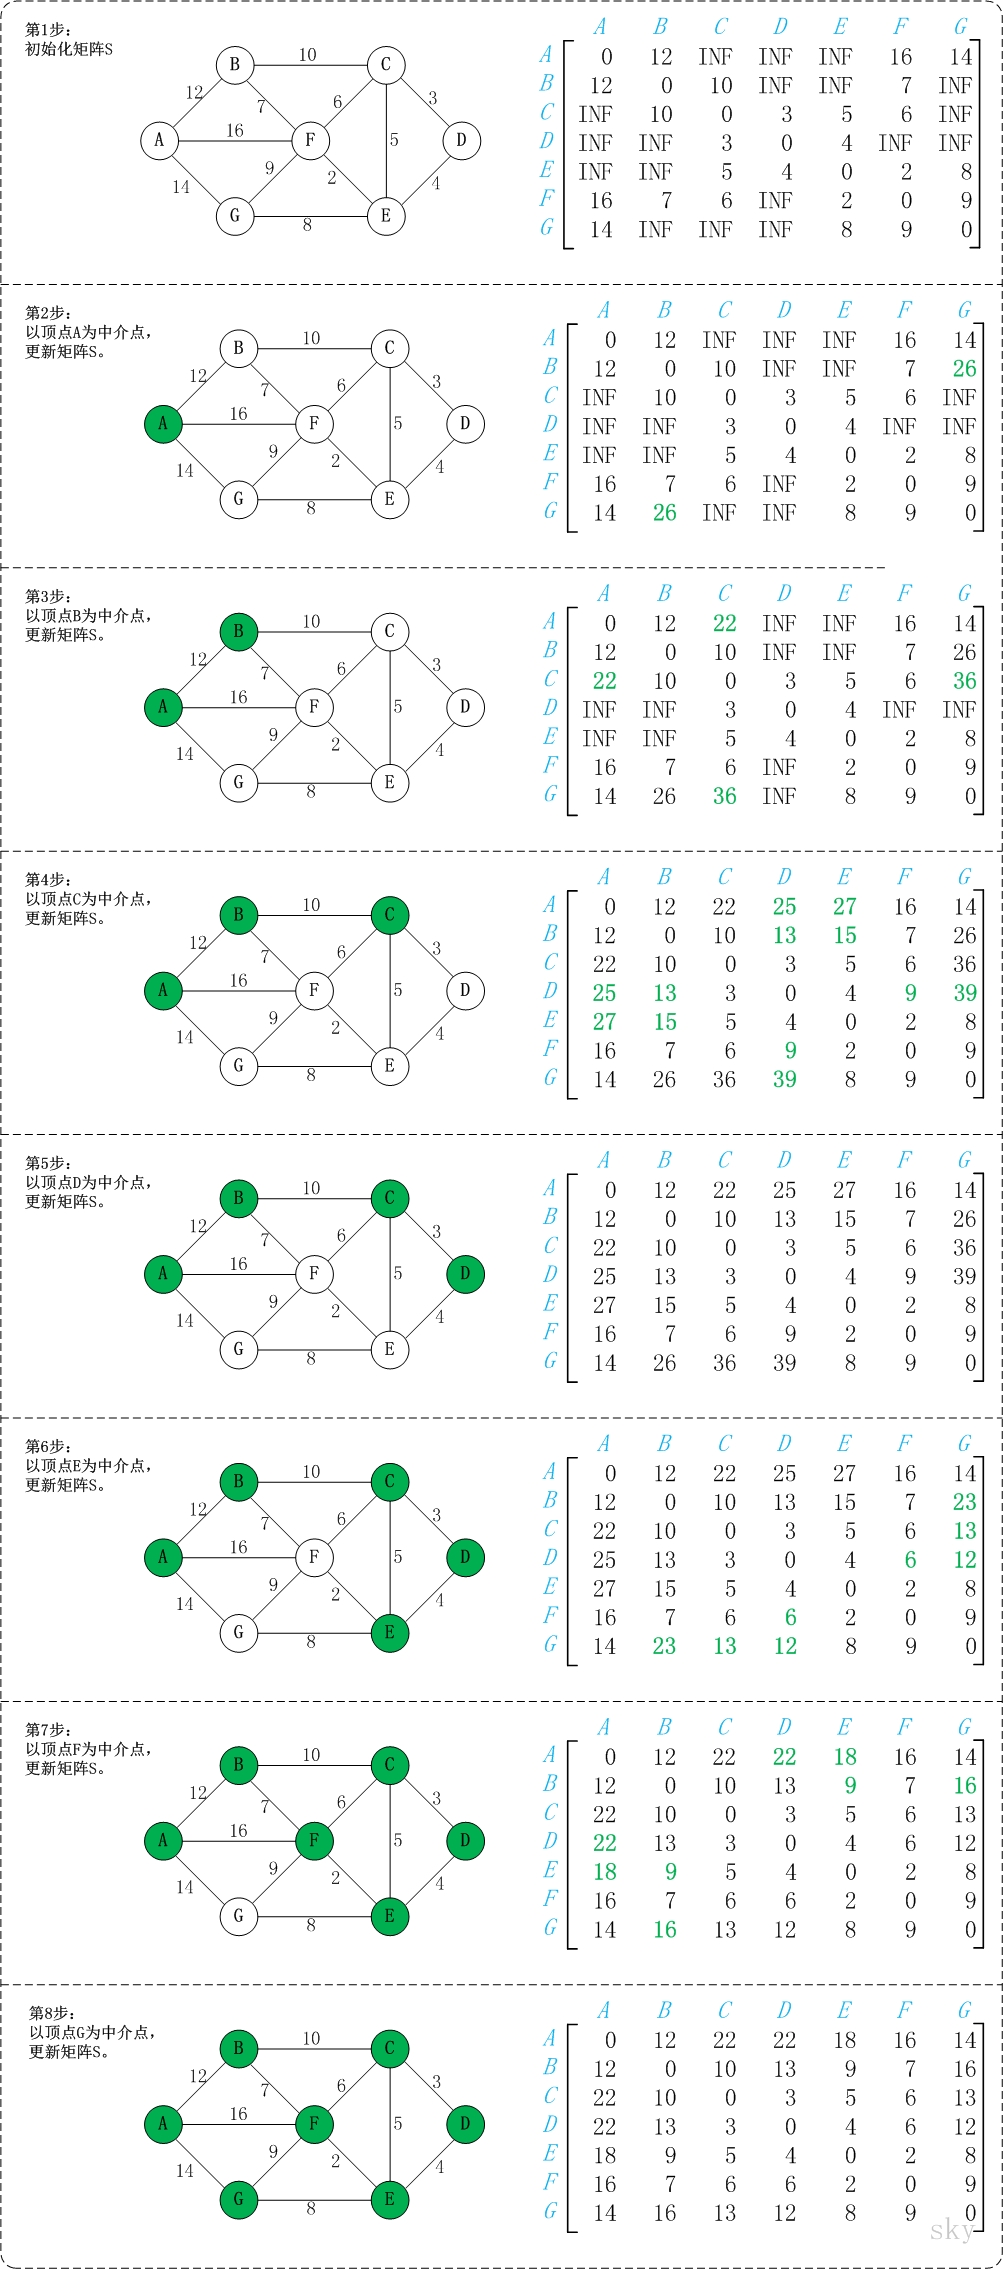 第1步:
初始化矩阵S
10
B C
12 7 6 3
16
A F 5 D
9 2
14 4
G E
8
A B C D E F G
A 0 12 INF INF INF 16 14
B 12 0 10 INF INF 7 INF
C INF 10 0 3 5 6 INF
D INF INF 3 0 4 INF INF
E INF INF 5 4 0 2 8
F 16 7 6 INF 2 0 9
G 14 INF INF INF 8 9 0
第2步:
以顶点A为中介点,
更新矩阵S。
10
B C
12 7 6 3
16
A F 5 D
9 2
14 4
G E
8
A B C D E F G
A 0 12 INF INF INF 16 14
B 12 0 10 INF INF 7 26
C INF 10 0 3 5 6 INF
D INF INF 3 0 4 INF INF
E INF INF 5 4 0 2 8
F 16 7 6 INF 2 0 9
G 14 26 INF INF 8 9 0
第3步:
以顶点B为中介点,
更新矩阵S。
10
B C
12 7 6 3
16
A F 5 D
9 2
14 4
G E
8
A B C D E F G
A 0 12 22 INF INF 16 14
B 12 0 10 INF INF 7 26
C 22 10 0 3 5 6 36
D INF INF 3 0 4 INF INF
E INF INF 5 4 0 2 8
F 16 7 6 INF 2 0 9
G 14 26 36 INF 8 9 0
第4步:
以顶点C为中介点,
更新矩阵S。
10
B C
12 7 6 3
16
A F 5 D
9 2
14 4
G E
8
A B C D E F G
A 0 12 22 25 27 16 14
B 12 0 10 13 15 7 26
C 22 10 0 3 5 6 36
D 25 13 3 0 4 9 39
E 27 15 5 4 0 2 8
F 16 7 6 9 2 0 9
G 14 26 36 39 8 9 0
第5步:
以顶点D为中介点,
更新矩阵S。
10
B C
12 7 6 3
16
A F 5 D
9 2
14 4
G E
8
A B C D E F G
A 0 12 22 25 27 16 14
B 12 0 10 13 15 7 26
C 22 10 0 3 5 6 36
D 25 13 3 0 4 9 39
E 27 15 5 4 0 2 8
F 16 7 6 9 2 0 9
G 14 26 36 39 8 9 0
第6步:
以顶点E为中介点,
更新矩阵S。
10
B C
12 7 6 3
16
A F 5 D
9 2
14 4
G E
8
A B C D E F G
A 0 12 22 25 27 16 14
B 12 0 10 13 15 7 23
C 22 10 0 3 5 6 13
D 25 13 3 0 4 6 12
E 27 15 5 4 0 2 8
F 16 7 6 6 2 0 9
G 14 23 13 12 8 9 0
第7步:
以顶点F为中介点,
更新矩阵S。
10
B C
12 7 6 3
16
A F 5 D
9 2
14 4
G E
8
A B C D E F G
A 0 12 22 22 18 16 14
B 12 0 10 13 9 7 16
C 22 10 0 3 5 6 13
D 22 13 3 0 4 6 12
E 18 9 5 4 0 2 8
F 16 7 6 6 2 0 9
G 14 16 13 12 8 9 0
第8步:
以顶点G为中介点,
更新矩阵S。
10
B C
12 7 6 3
16
A F 5 D
9 2
14 4
G E
8
A B C D E F G
A 0 12 22 22 18 16 14
B 12 0 10 13 9 7 16
C 22 10 0 3 5 6 13
D 22 13 3 0 4 6 12
E 18 9 5 4 0 2 8
F 16 7 6 6 2 0 9
G 14 16 13 12 8 9 0
sky